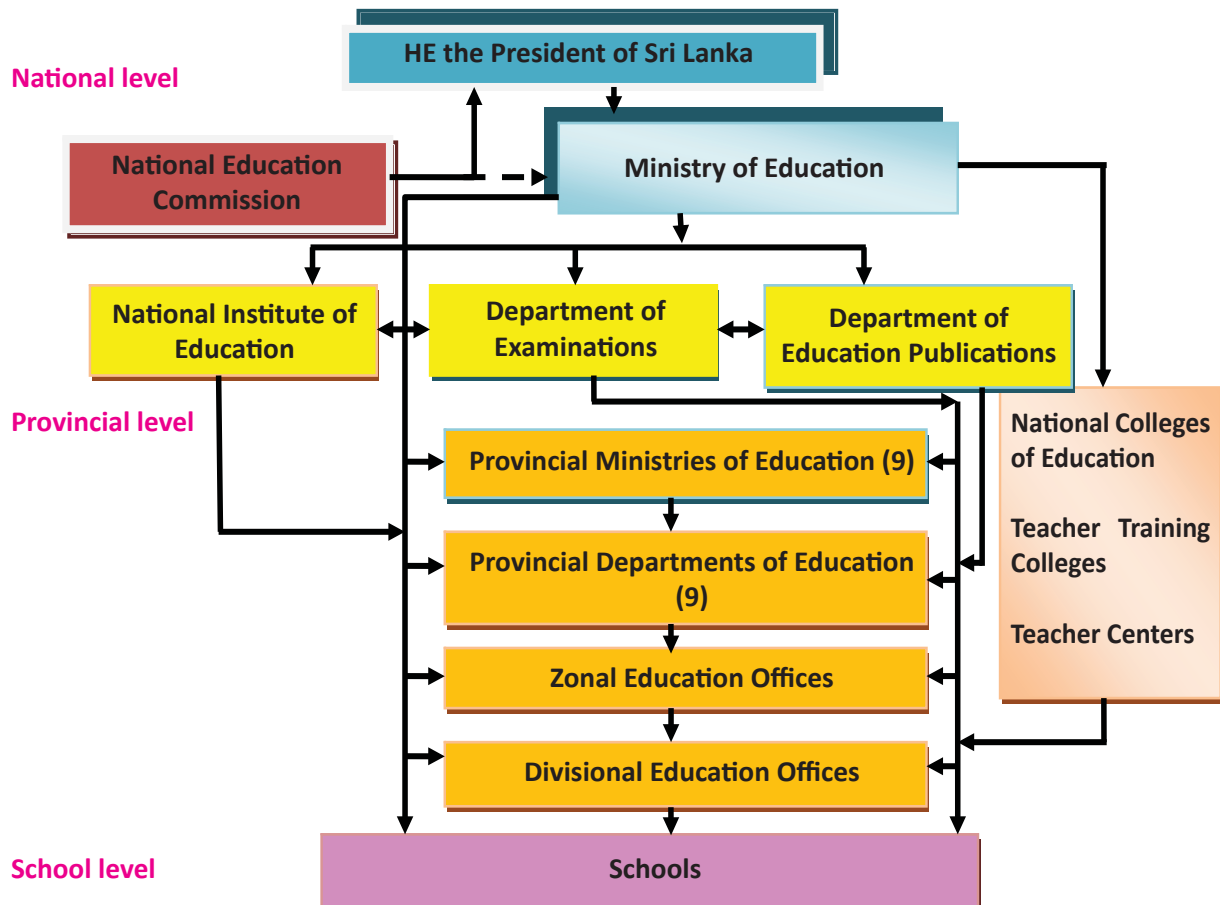 HE the President of Sri Lanka
National level
National Education
Commission
Ministry of Education
National Institute of
Education
Department of
Examinations
Department of
Education Publications
Provincial level
National Colleges
of Education
Teacher Training
Colleges
Teacher Centers
Provincial Ministries of Education (9)
Provincial Departments of Education
(9)
Zonal Education Offices
Divisional Education Offices
School level
Schools